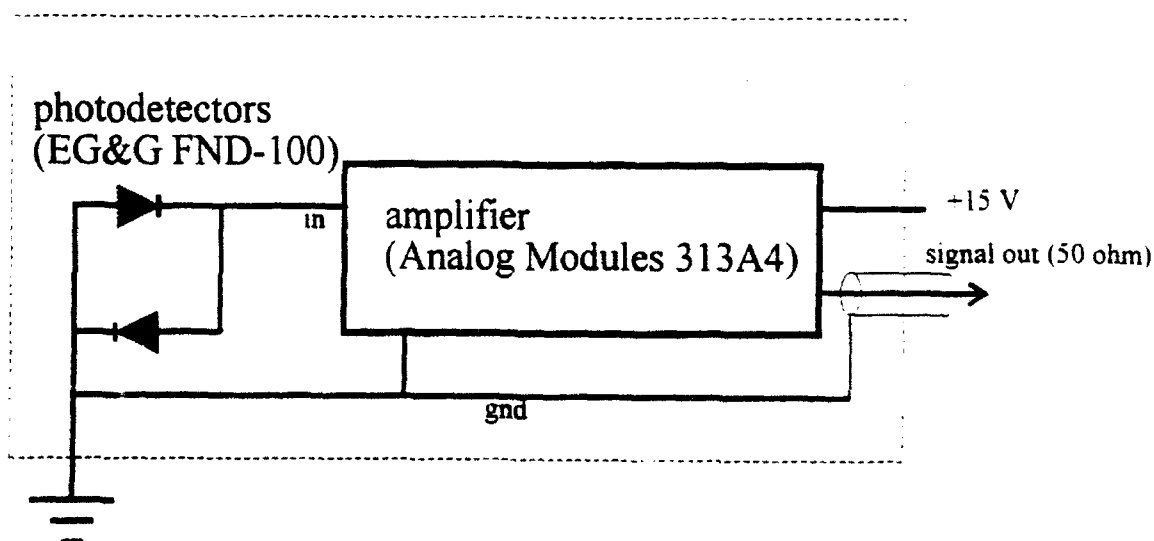 photodetectors
(EG&G FND-100)
in
amplifier
(Analog Modules 313A4)
+15 V
signal out (50 ohm)
gnd